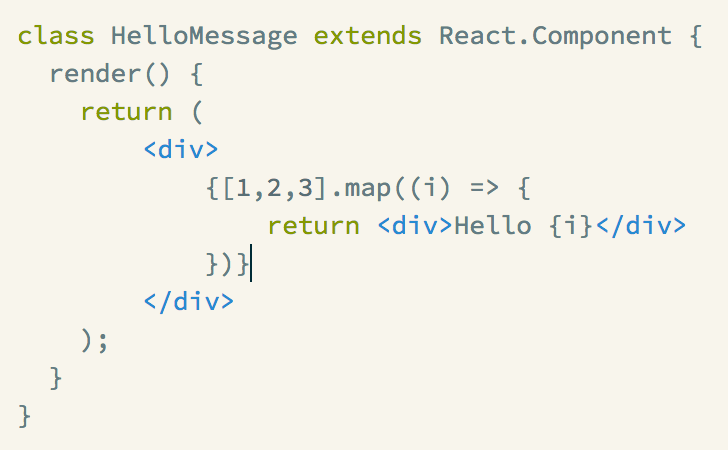 class HelloMessage extends React.Component {
  render() {
    return (
        <div>
            {[1,2,3].map((i) => {
                return <div>Hello {i}</div>
            })}
        </div>
    );
  }
}